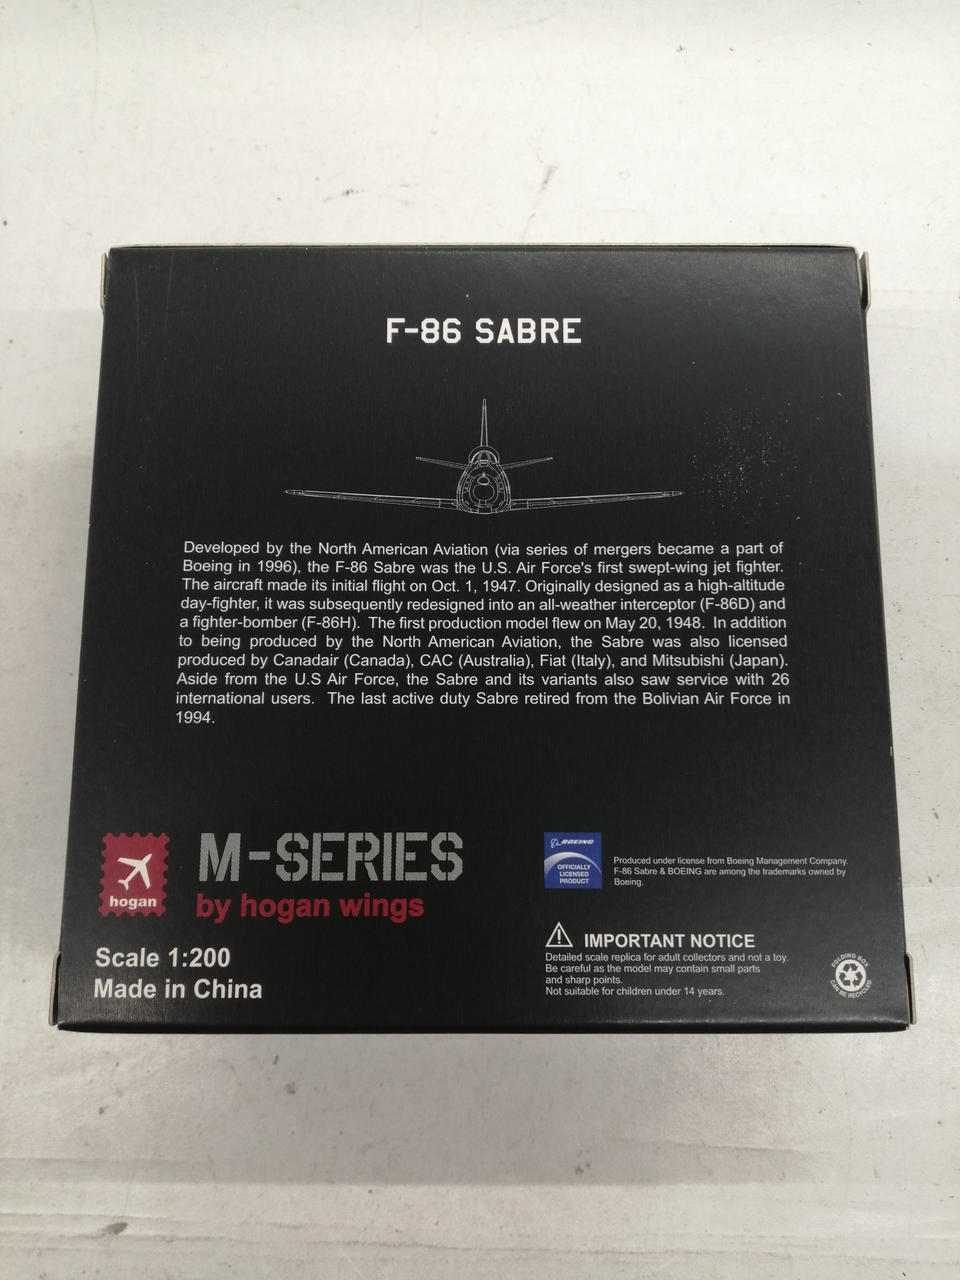 F-86 SABRE
Developed by the North American Aviation (via series of mergers became a part of
Boeing in 1996), the F-86 Sabre was the U.S. Air Force's first swept-wing jet fighter.
The aircraft made its initial flight on Oct. 1, 1947. Originally designed as a high-altitude
day-fighter, it was subsequently redesigned into an all-weather interceptor (F-86D) and
a fighter-bomber (F-86H). The first production model flew on May 20, 1948. In addition
to being produced by the North American Aviation, the Sabre was also licensed
produced by Canadair (Canada), CAC (Australia), Fiat (Italy), and Mitsubishi (Japan).
Aside from the U.S Air Force, the Sabre and its variants also saw service with 26
international users. The last active duty Sabre retired from the Bolivian Air Force in
1994.
hogan
M-SERIES
by hogan wings
Scale 1:200
Made in China
BOEING
OFFICIALLY
LICENSED
PRODUCT
Produced under license from Boeing Management Company.
F-86 Sabre & BOEING are among the trademarks owned by
Boeing.
IMPORTANT NOTICE
Detailed scale replica for adult collectors and not a toy.
Be careful as the model may contain small parts
and sharp points.
Not suitable for children under 14 years.
FOLDING BOX
CAN BE RECYCLED